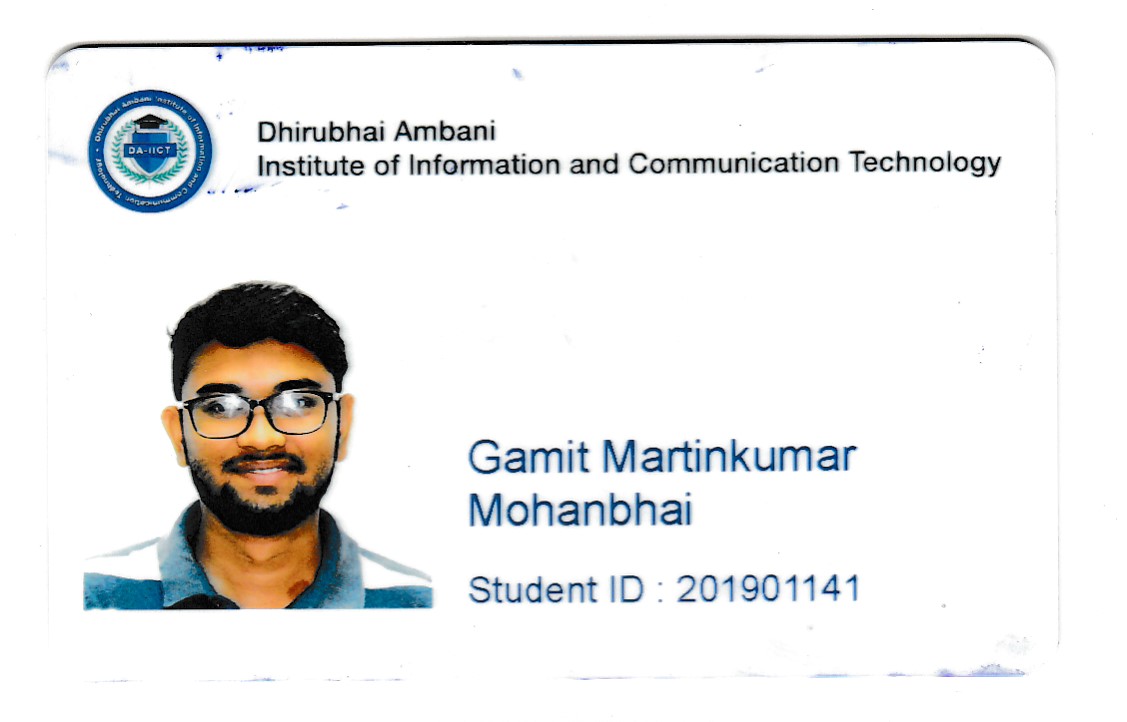 Dhirubhai Ambani Institute of Information and Communication Technology
DA-IICT
Dhirubhai Ambani
Institute of Information and Communication Technology
Gamit Martinkumar
Mohanbhai
Student ID : 201901141